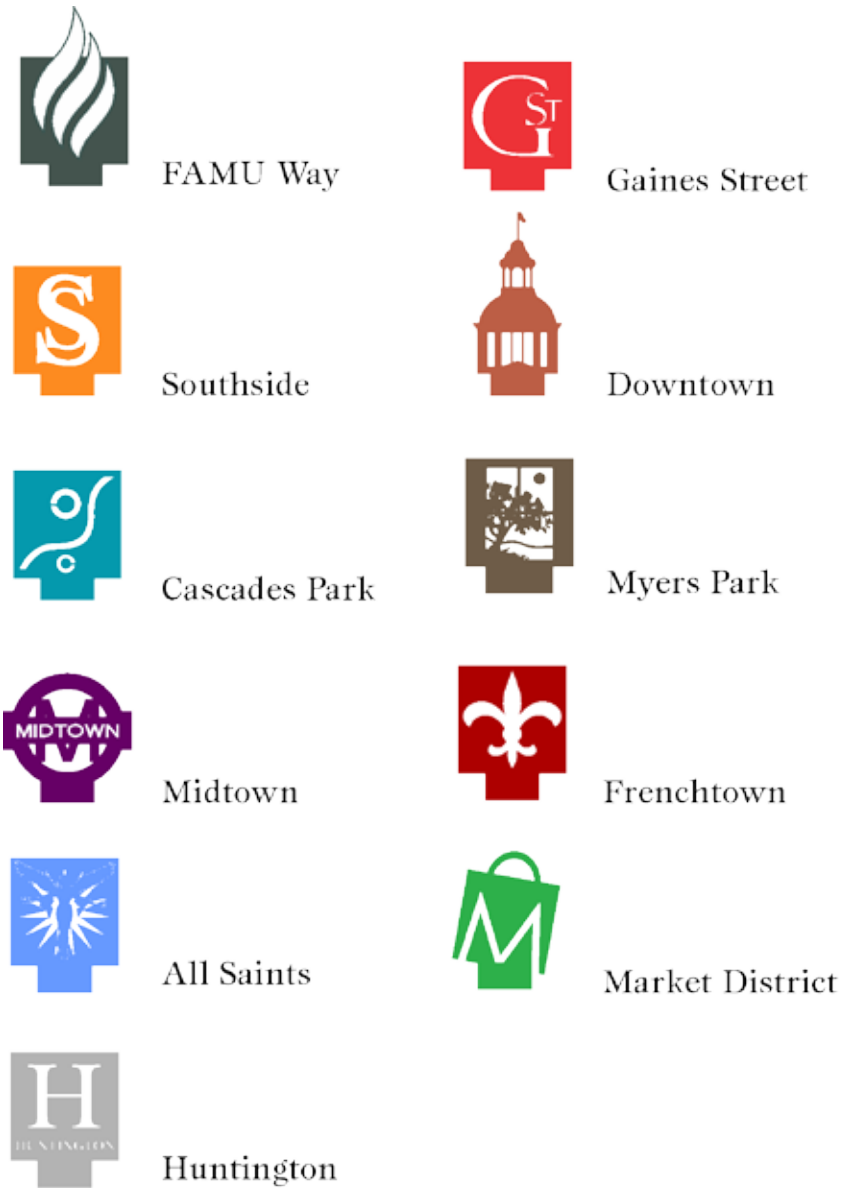 FAMU Way
G ST
Gaines Street
S
Southside
Downtown
Cascades Park
Myers Park
M
MIDTOWN
Midtown
Frenchtown
All Saints
M
Market District
H
HUNTINGTON
Huntington